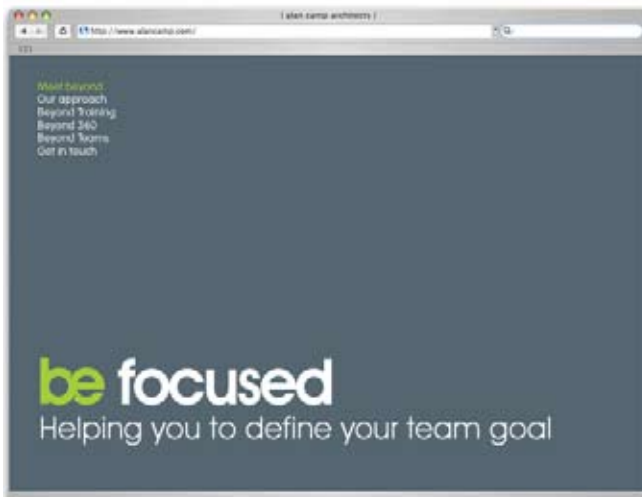 [ alan camp architects ]
http://www.alancamp.com/
Meet beyond
Our approach
Beyond Training
Beyond 360
Beyond Teams
Get in touch
be focused
Helping you to define your team goal